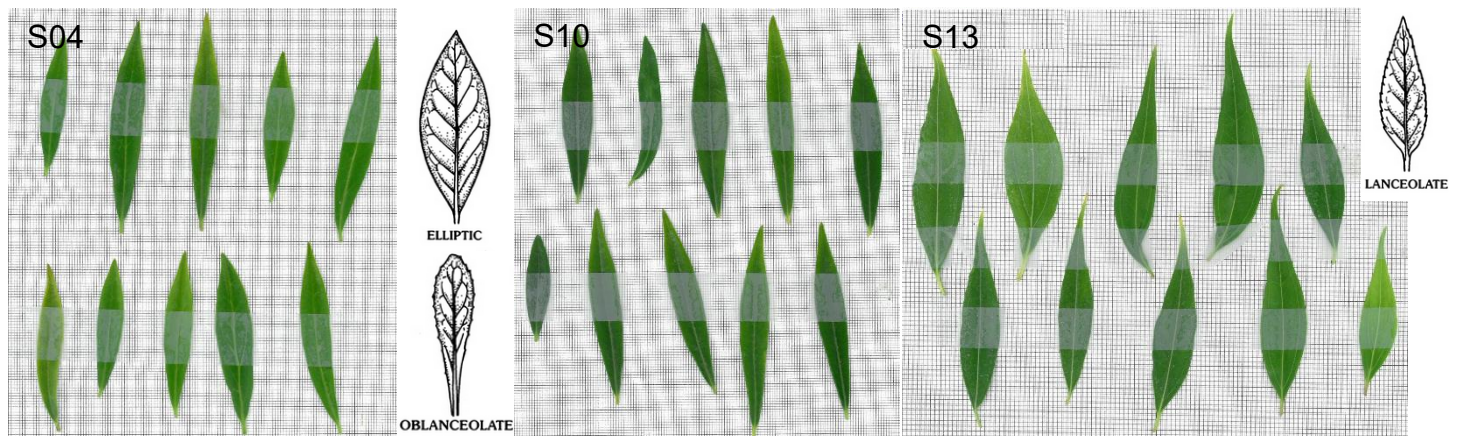 S04
ELLIPTIC
OBLANCEOLATE
S10
S13
LANCEOLATE